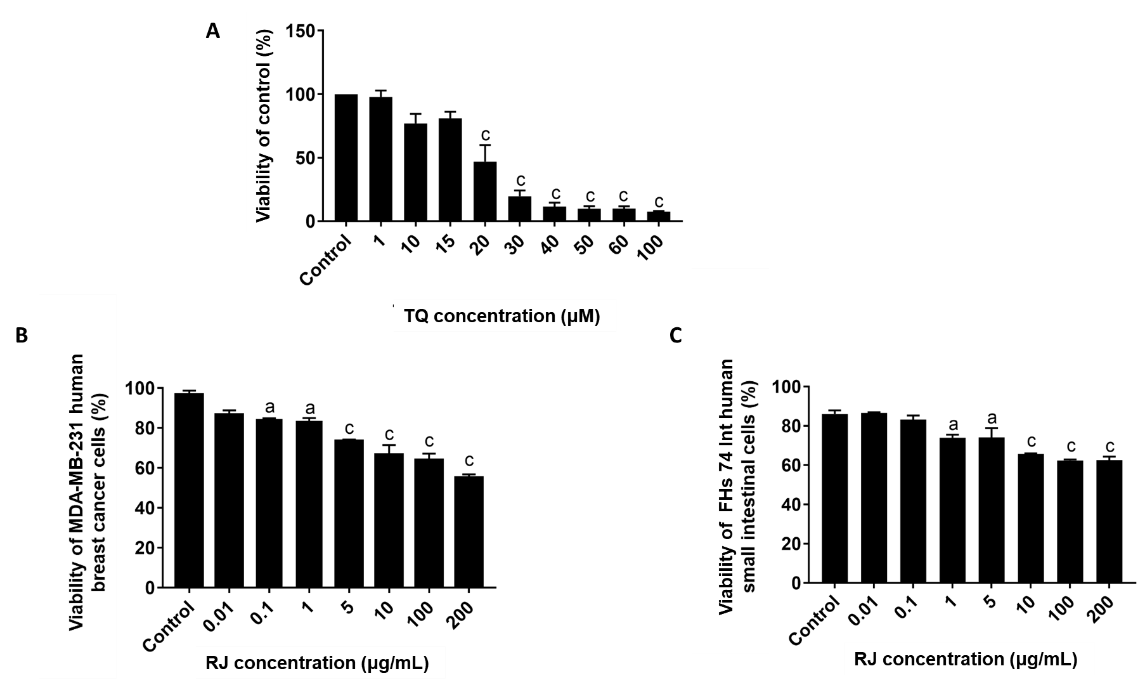 A
Viability of control (%)
150
100
50
0
c
c
c
c
c
c
Control
1
10
15
20
30
40
50
60
100
TQ concentration (µM)
B
Viability of MDA-MB-231 human
breast cancer cells (%)
100
80
60
40
20
0
a
a
c
c
c
c
Control
0.01
0.1
1
5
10
100
200
RJ concentration (µg/mL)
C
Viability of FHs 74 Int human
small intestinal cells (%)
100
80
60
40
20
0
a
a
c
c
c
Control
0.01
0.1
1
5
10
100
200
RJ concentration (µg/mL)